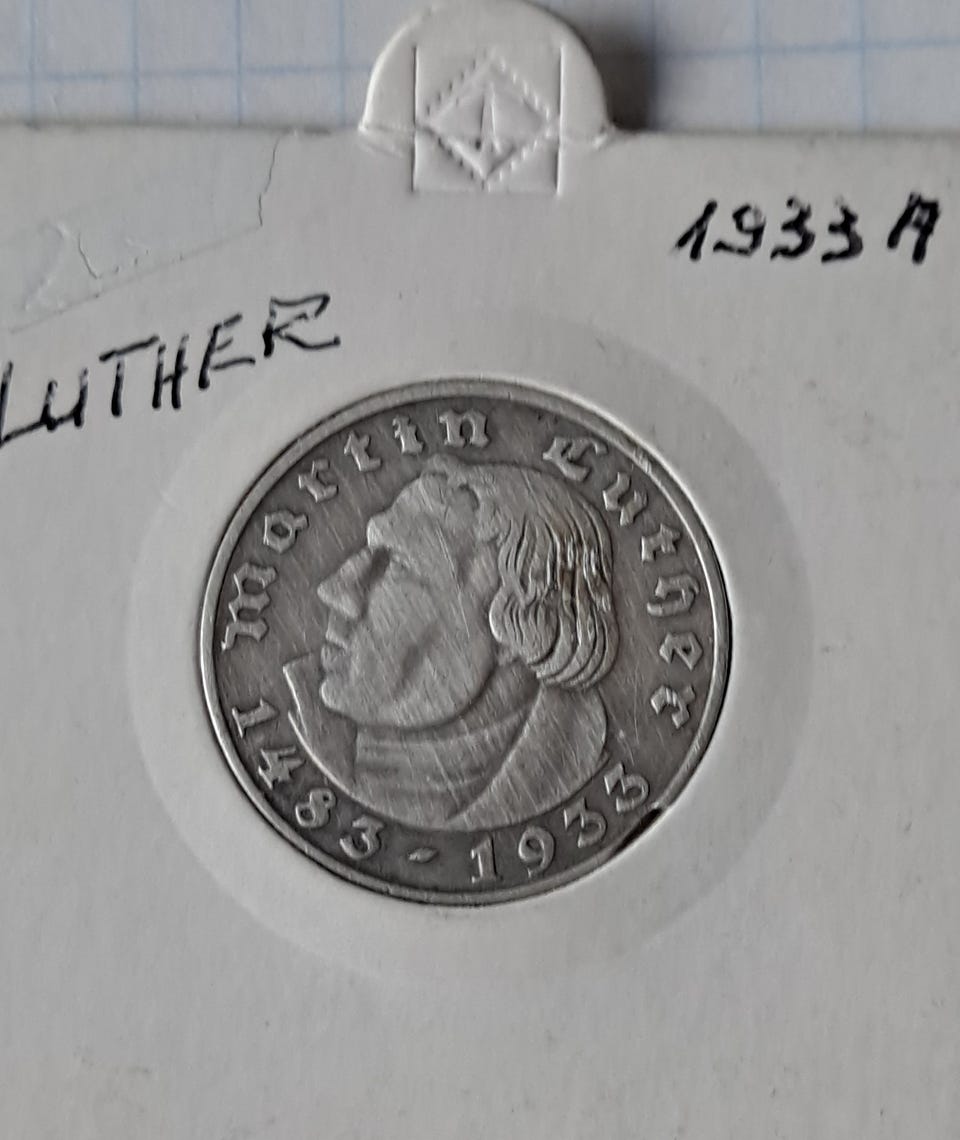 1933 A
LUTHER
Martin Luther
1483 - 1933